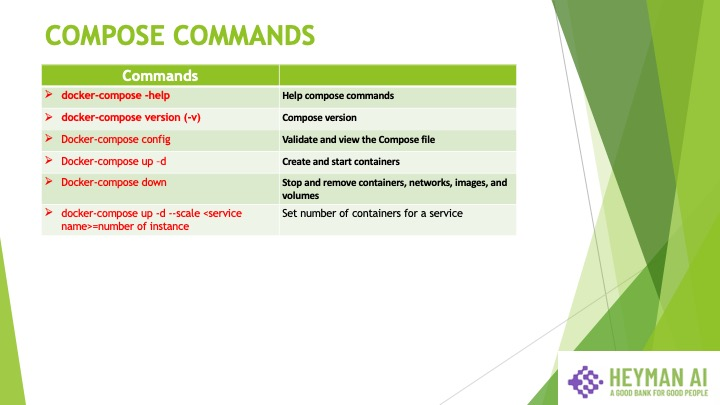 COMPOSE COMMANDS
Commands
➢ docker-compose -help
Help compose commands
➢ docker-compose version (-v)
Compose version
➢ Docker-compose config
Validate and view the Compose file
➢ Docker-compose up –d
Create and start containers
➢ Docker-compose down
Stop and remove containers, networks, images, and
volumes
➢ docker-compose up -d --scale <service
name>=number of instance
Set number of containers for a service
HEYMAN AI
A GOOD BANK FOR GOOD PEOPLE